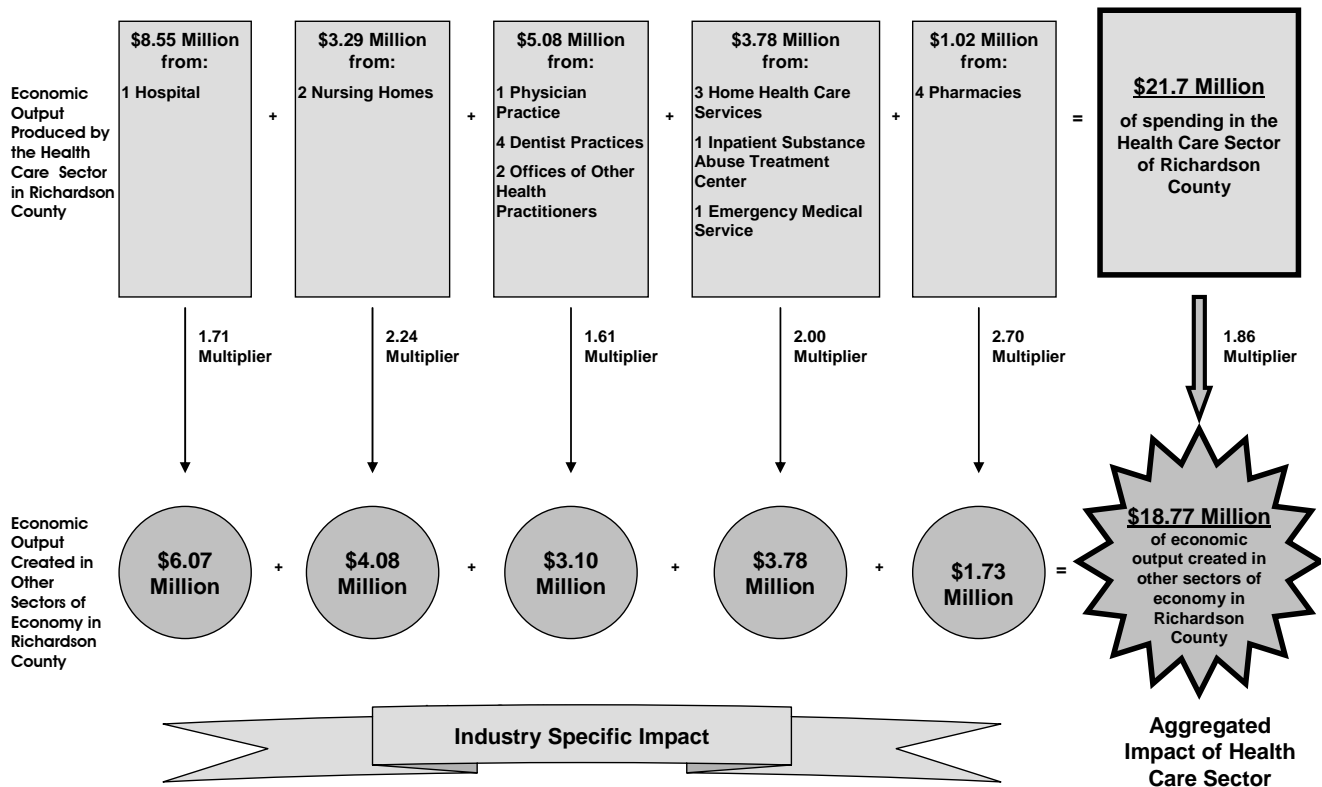 Economic
Output
Produced by
the Health
Care Sector
in Richardson
County
$8.55 Million
from:
1 Hospital
+
$3.29 Million
from:
2 Nursing Homes
+
$5.08 Million
from:
1 Physician
Practice
4 Dentist Practices
2 Offices of Other
Health
Practitioners
+
$3.78 Million
from:
3 Home Health Care
Services
1 Inpatient Substance
Abuse Treatment
Center
1 Emergency Medical
Service
+
$1.02 Million
from:
4 Pharmacies
=
$21.7 Million
of spending in the
Health Care Sector
of Richardson
County
1.71
Multiplier
2.24
Multiplier
1.61
Multiplier
2.00
Multiplier
2.70
Multiplier
1.86
Multiplier
Economic
Output
Created in
Other
Sectors of
Economy in
Richardson
County
$6.07
Million
+
$4.08
Million
+
$3.10
Million
+
$3.78
Million
+
$1.73
Million
=
$18.77 Million
of economic
output created in
other sectors of
economy in
Richardson
County
Industry Specific Impact
Aggregated
Impact of Health
Care Sector